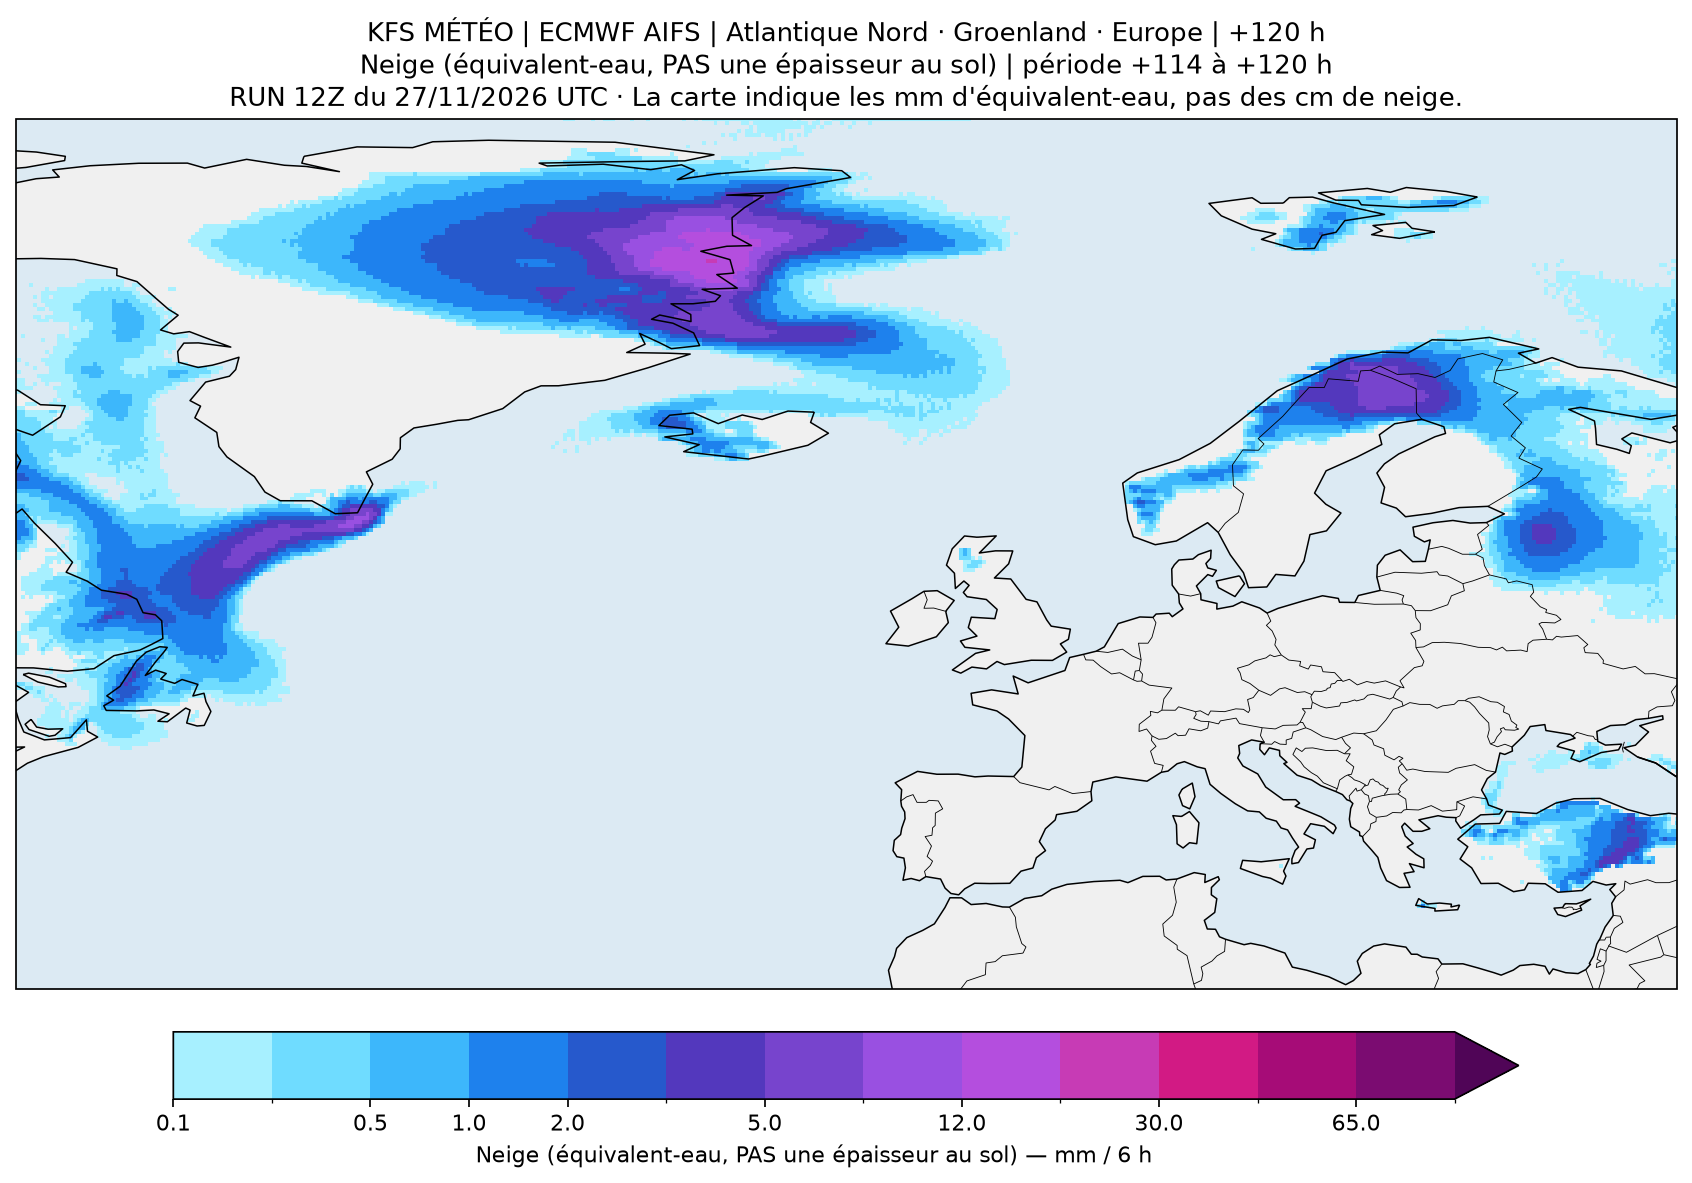 KFS MÉTÉO | ECMWF AIFS | Atlantique Nord · Groenland · Europe | +120 h
Neige (équivalent-eau, PAS une épaisseur au sol) | période +114 à +120 h
RUN 12Z du 27/11/2026 UTC · La carte indique les mm d'équivalent-eau, pas des cm de neige.
0.1 0.5 1.0 2.0 5.0 12.0 30.0 65.0
Neige (équivalent-eau, PAS une épaisseur au sol) — mm / 6 h